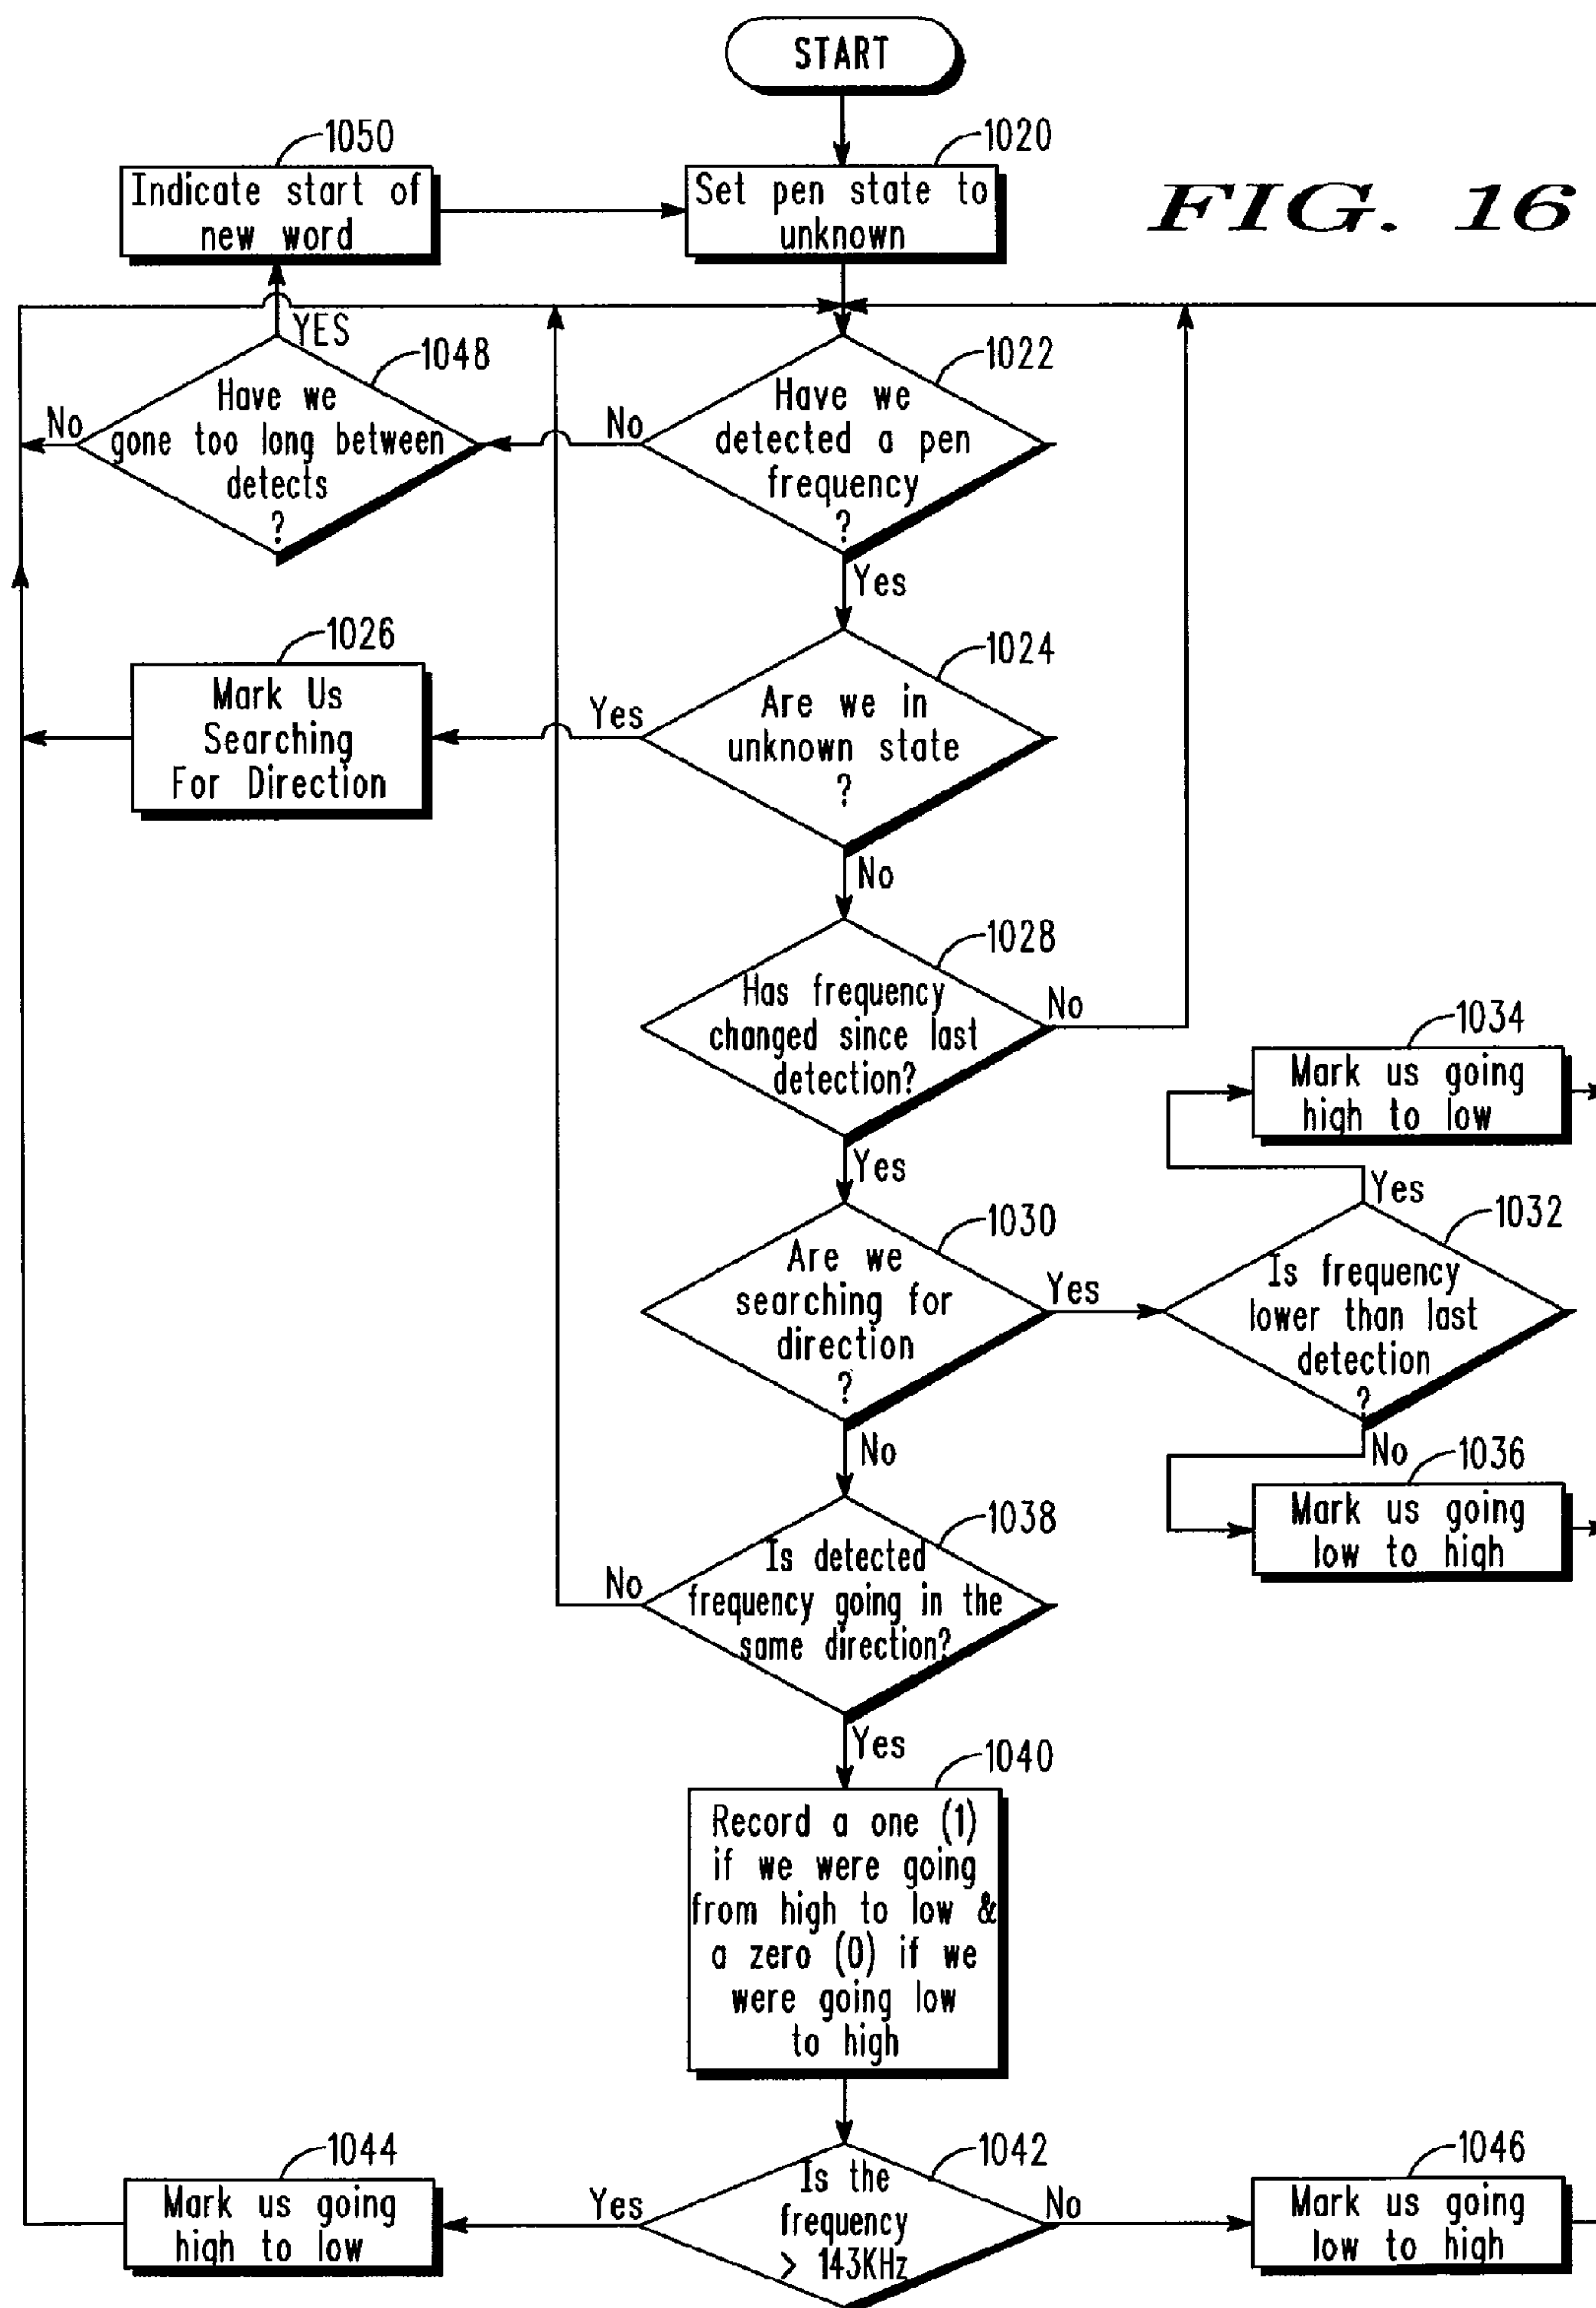 START
1050
1020
Indicate start of
new word
Set pen state to
unknown
FIG. 16
YES
1048
1022
Have we
gone too long between
detects
?
No
No
Have we
detected a pen
frequency
?
Yes
1026
1024
Mark Us
Searching
For Direction
Yes
Are we in
unknown state
?
No
1028
Has frequency
changed since last
detection?
No
1034
Mark us going
high to low
Yes
Yes
1030
1032
Are we
searching for
direction
?
Yes
Is frequency
lower than last
detection
?
No
No
1036
Mark us going
low to high
1038
Is detected
frequency going in the
same direction?
No
Yes
1040
Record a one (1)
if we were going
from high to low &
a zero (0) if we
were going low
to high
1044
1042
1046
Mark us going
high to low
Yes
Is the
frequency
> 143KHz
No
Mark us going
low to high